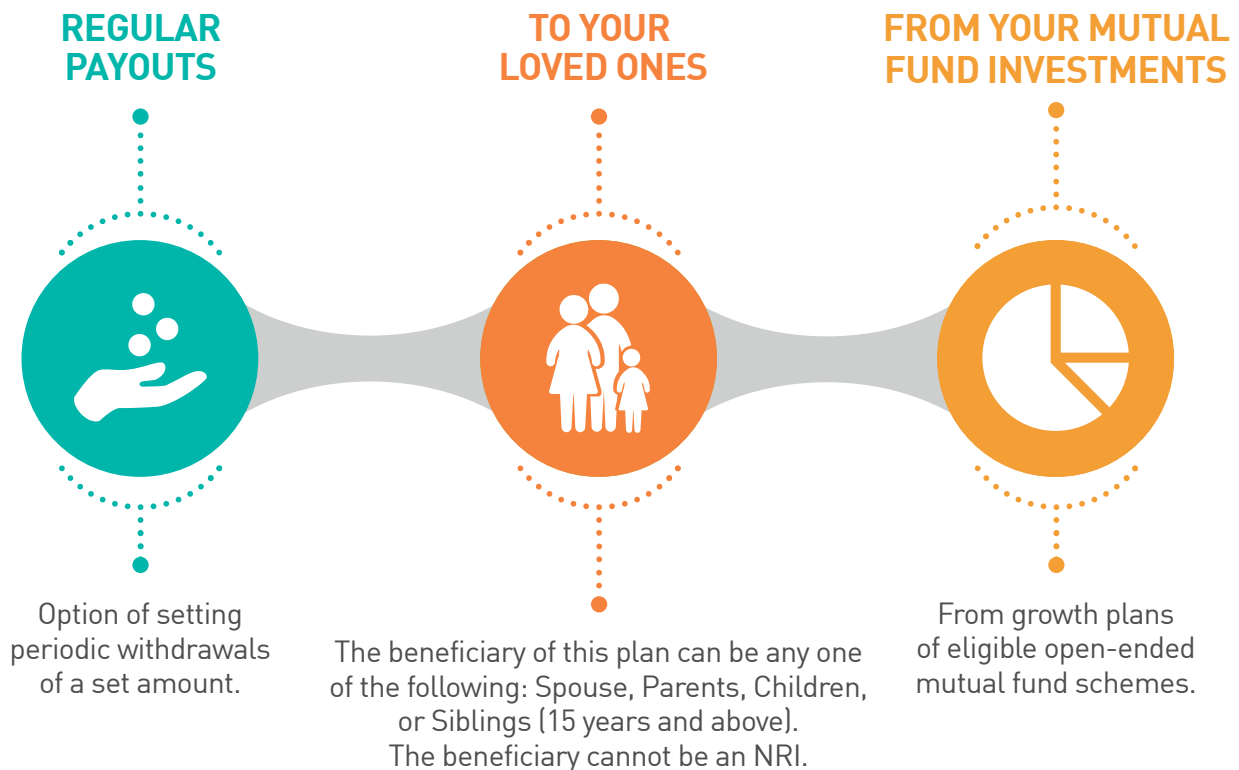 REGULAR
PAYOUTS
Option of setting
periodic withdrawals
of a set amount.
TO YOUR
LOVED ONES
The beneficiary of this plan can be any one
of the following: Spouse, Parents, Children,
or Siblings (15 years and above).
The beneficiary cannot be an NRI.
FROM YOUR MUTUAL
FUND INVESTMENTS
From growth plans
of eligible open-ended
mutual fund schemes.